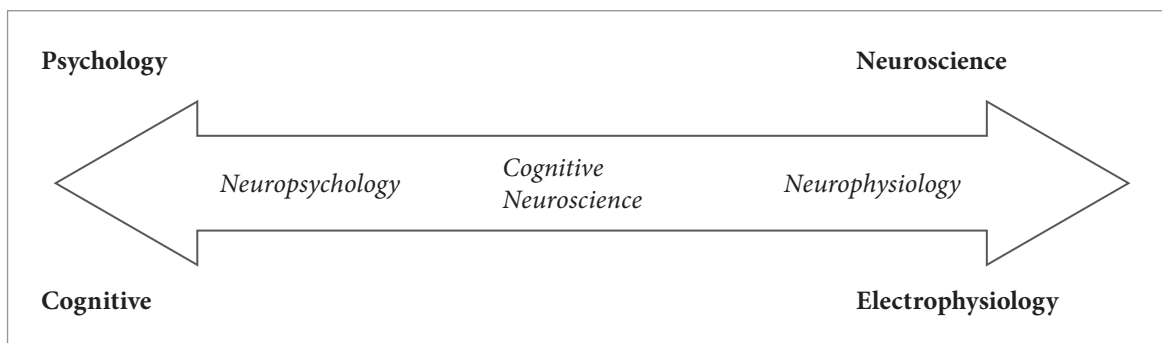 Psychology
Neuroscience
Neuropsychology
Cognitive
Neuroscience
Neurophysiology
Cognitive
Electrophysiology